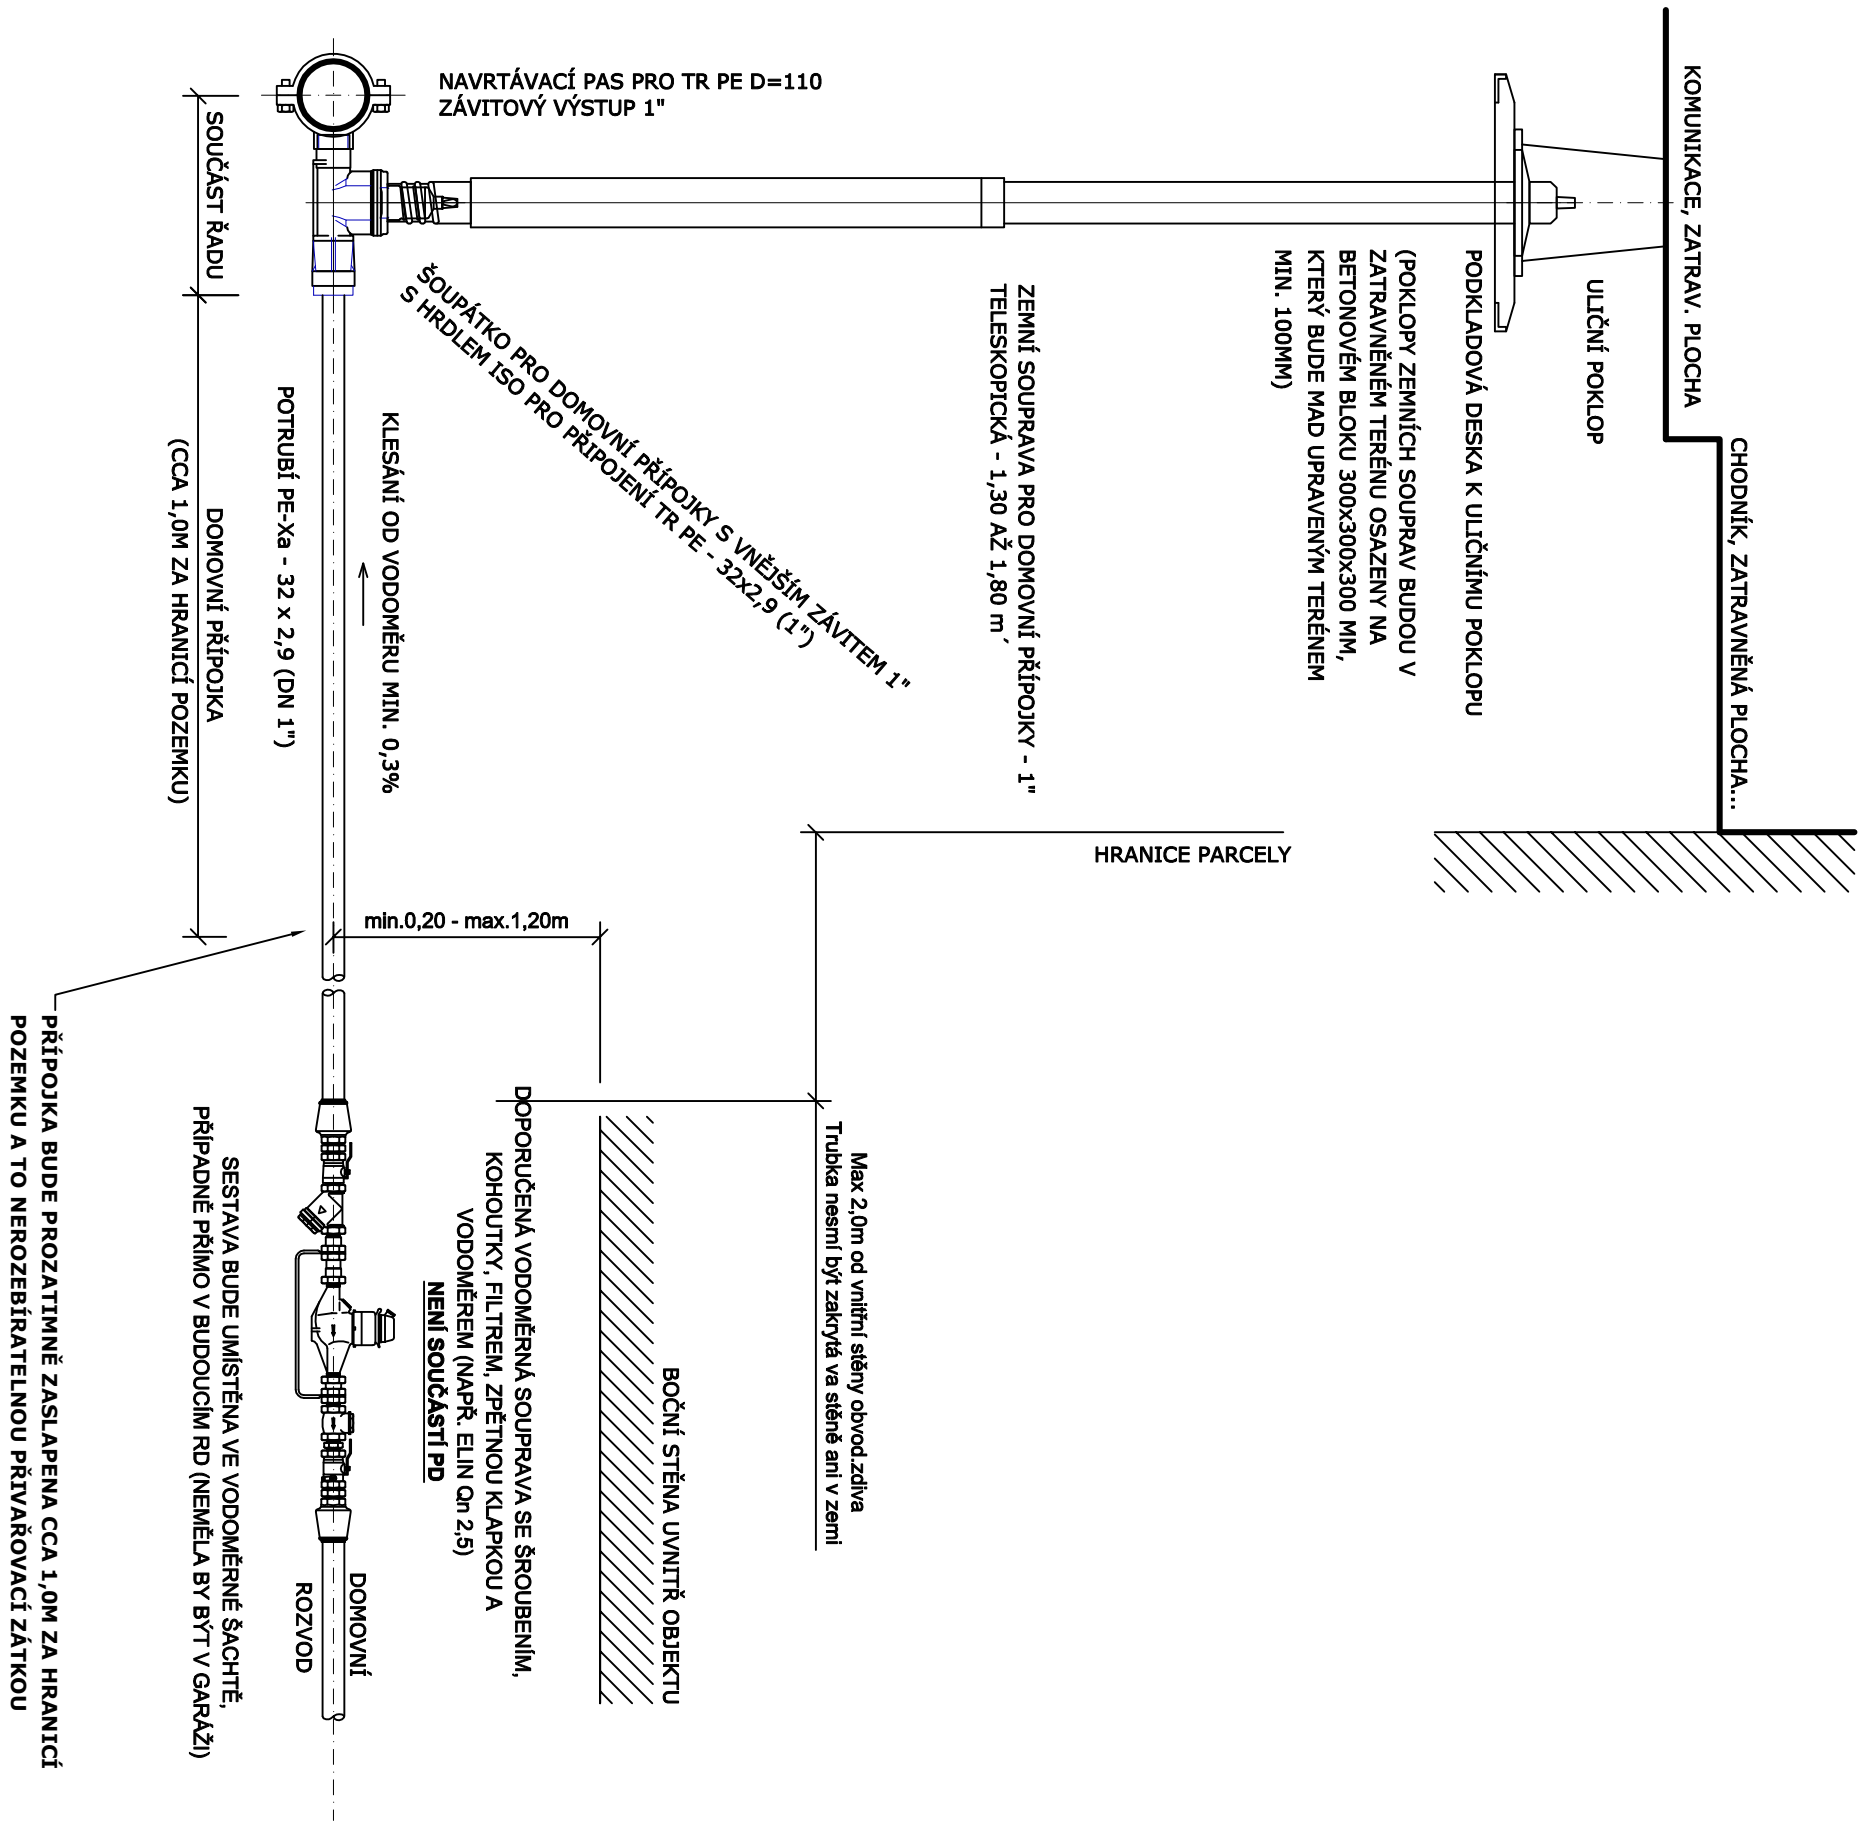 KOMUNIKACE, ZATRAV. PLOCHA
CHODNÍK, ZATRAVNĚNÁ PLOCHA...
ULIČNÍ POKLOP
PODKLADOVÁ DESKA K ULIČNÍMU POKLOPU
(POKLOPY ZEMNÍCH SOUPRAV BUDOU V
ZATRAVNĚNÉM TERÉNU OSAZENY NA
BETONOVÉM BLOKU 300x300x300 MM,
KTERÝ BUDE MAD UPRAVENÝM TERÉNEM
MIN. 100MM)
HRANICE PARCELY
ZEMNÍ SOUPRAVA PRO DOMOVNÍ PŘÍPOJKY - 1"
TELESKOPICKÁ - 1,30 AŽ 1,80 m´
Max 2,0m od vnitřní stěny obvod.zdiva
Trubka nesmí být zakrytá va stěně ani v zemi
BOČNÍ STĚNA UVNITŘ OBJEKTU
NAVRTÁVACÍ PAS PRO TR PE D=110
ZÁVITOVÝ VÝSTUP 1"
ŠOUPÁTKO PRO DOMOVNÍ PŘÍPOJKY S VNĚJŠÍM ZÁVITEM 1"
S HRDLEM ISO PRO PŘIPOJENÍ TR PE - 32x2,9 (1")
min.0,20 - max.1,20m
DOPORUČENÁ VODOMĚRNÁ SOUPRAVA SE ŠROUBENÍM,
KOHOUTKY, FILTREM, ZPĚTNOU KLAPKOU A
VODOMĚREM (NAPŘ. ELIN Qn 2,5)
NENÍ SOUČÁSTÍ PD
KLESÁNÍ OD VODOMĚRU MIN. 0,3%
POTRUBÍ PE-Xa - 32 x 2,9 (DN 1")
DOMOVNÍ
ROZVOD
SOUČÁST ŘADU
DOMOVNÍ PŘÍPOJKA
(CCA 1,0M ZA HRANICÍ POZEMKU)
SESTAVA BUDE UMÍSTĚNA VE VODOMĚRNÉ ŠACHTĚ,
PŘÍPADNĚ PŘÍMO V BUDOUCÍM RD (NEMĚLA BY BÝT V GARÁŽI)
PŘÍPOJKA BUDE PROZATIMNĚ ZASLAPENA CCA 1,0M ZA HRANICÍ
POZEMKU A TO NEROZEBÍRATELNOU PŘIVAŘOVACÍ ZÁTKOU